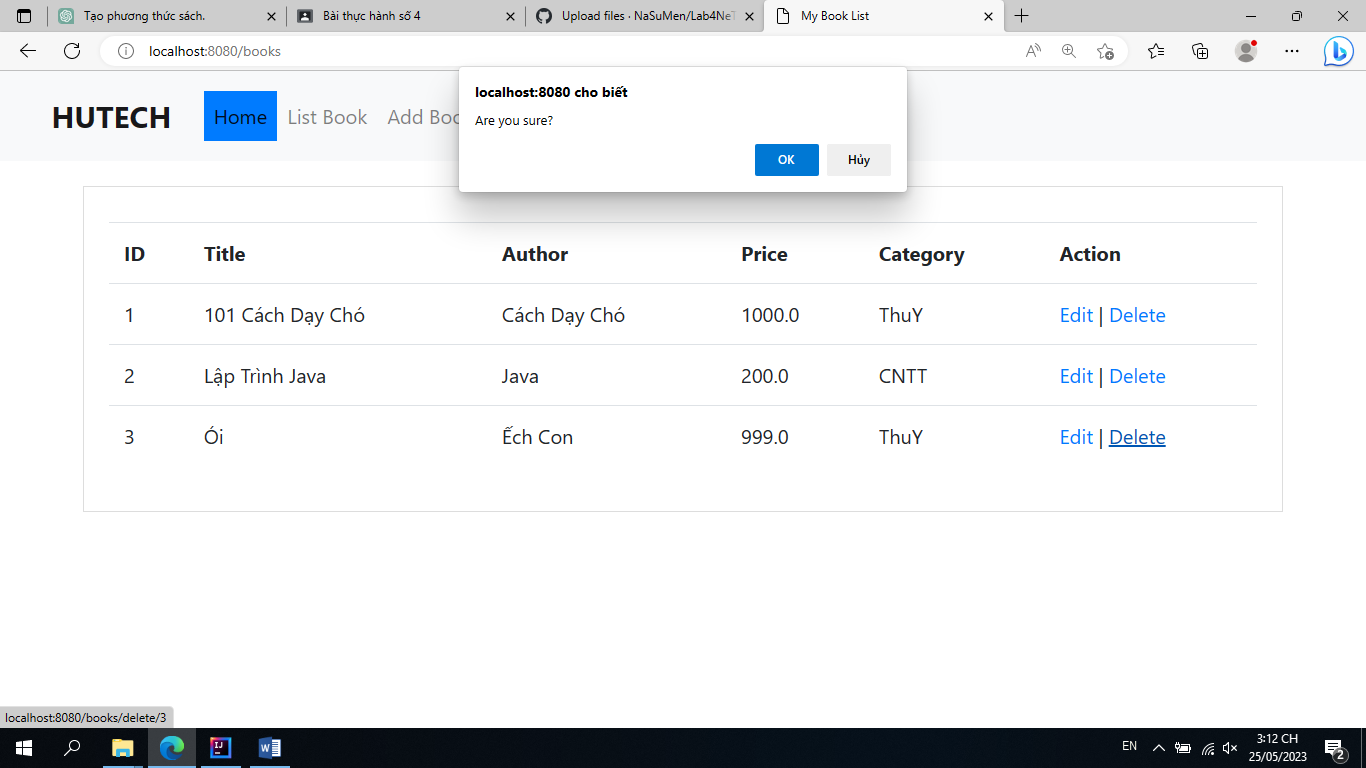 Tạo phương thức sách.
Bài thực hành số 4
Upload files · NaSuMen/Lab4Ne
My Book List
localhost:8080/books
localhost:8080 cho biết
Are you sure?
OK
Hủy
HUTECH
Home
List Book
Add Boo
ID Title Author Price Category Action
1 101 Cách Dạy Chó Cách Dạy Chó 1000.0 ThuY Edit | Delete
2 Lập Trình Java Java 200.0 CNTT Edit | Delete
3 Ói Ếch Con 999.0 ThuY Edit | Delete
localhost:8080/books/delete/3
EN
3:12 CH
25/05/2023
2